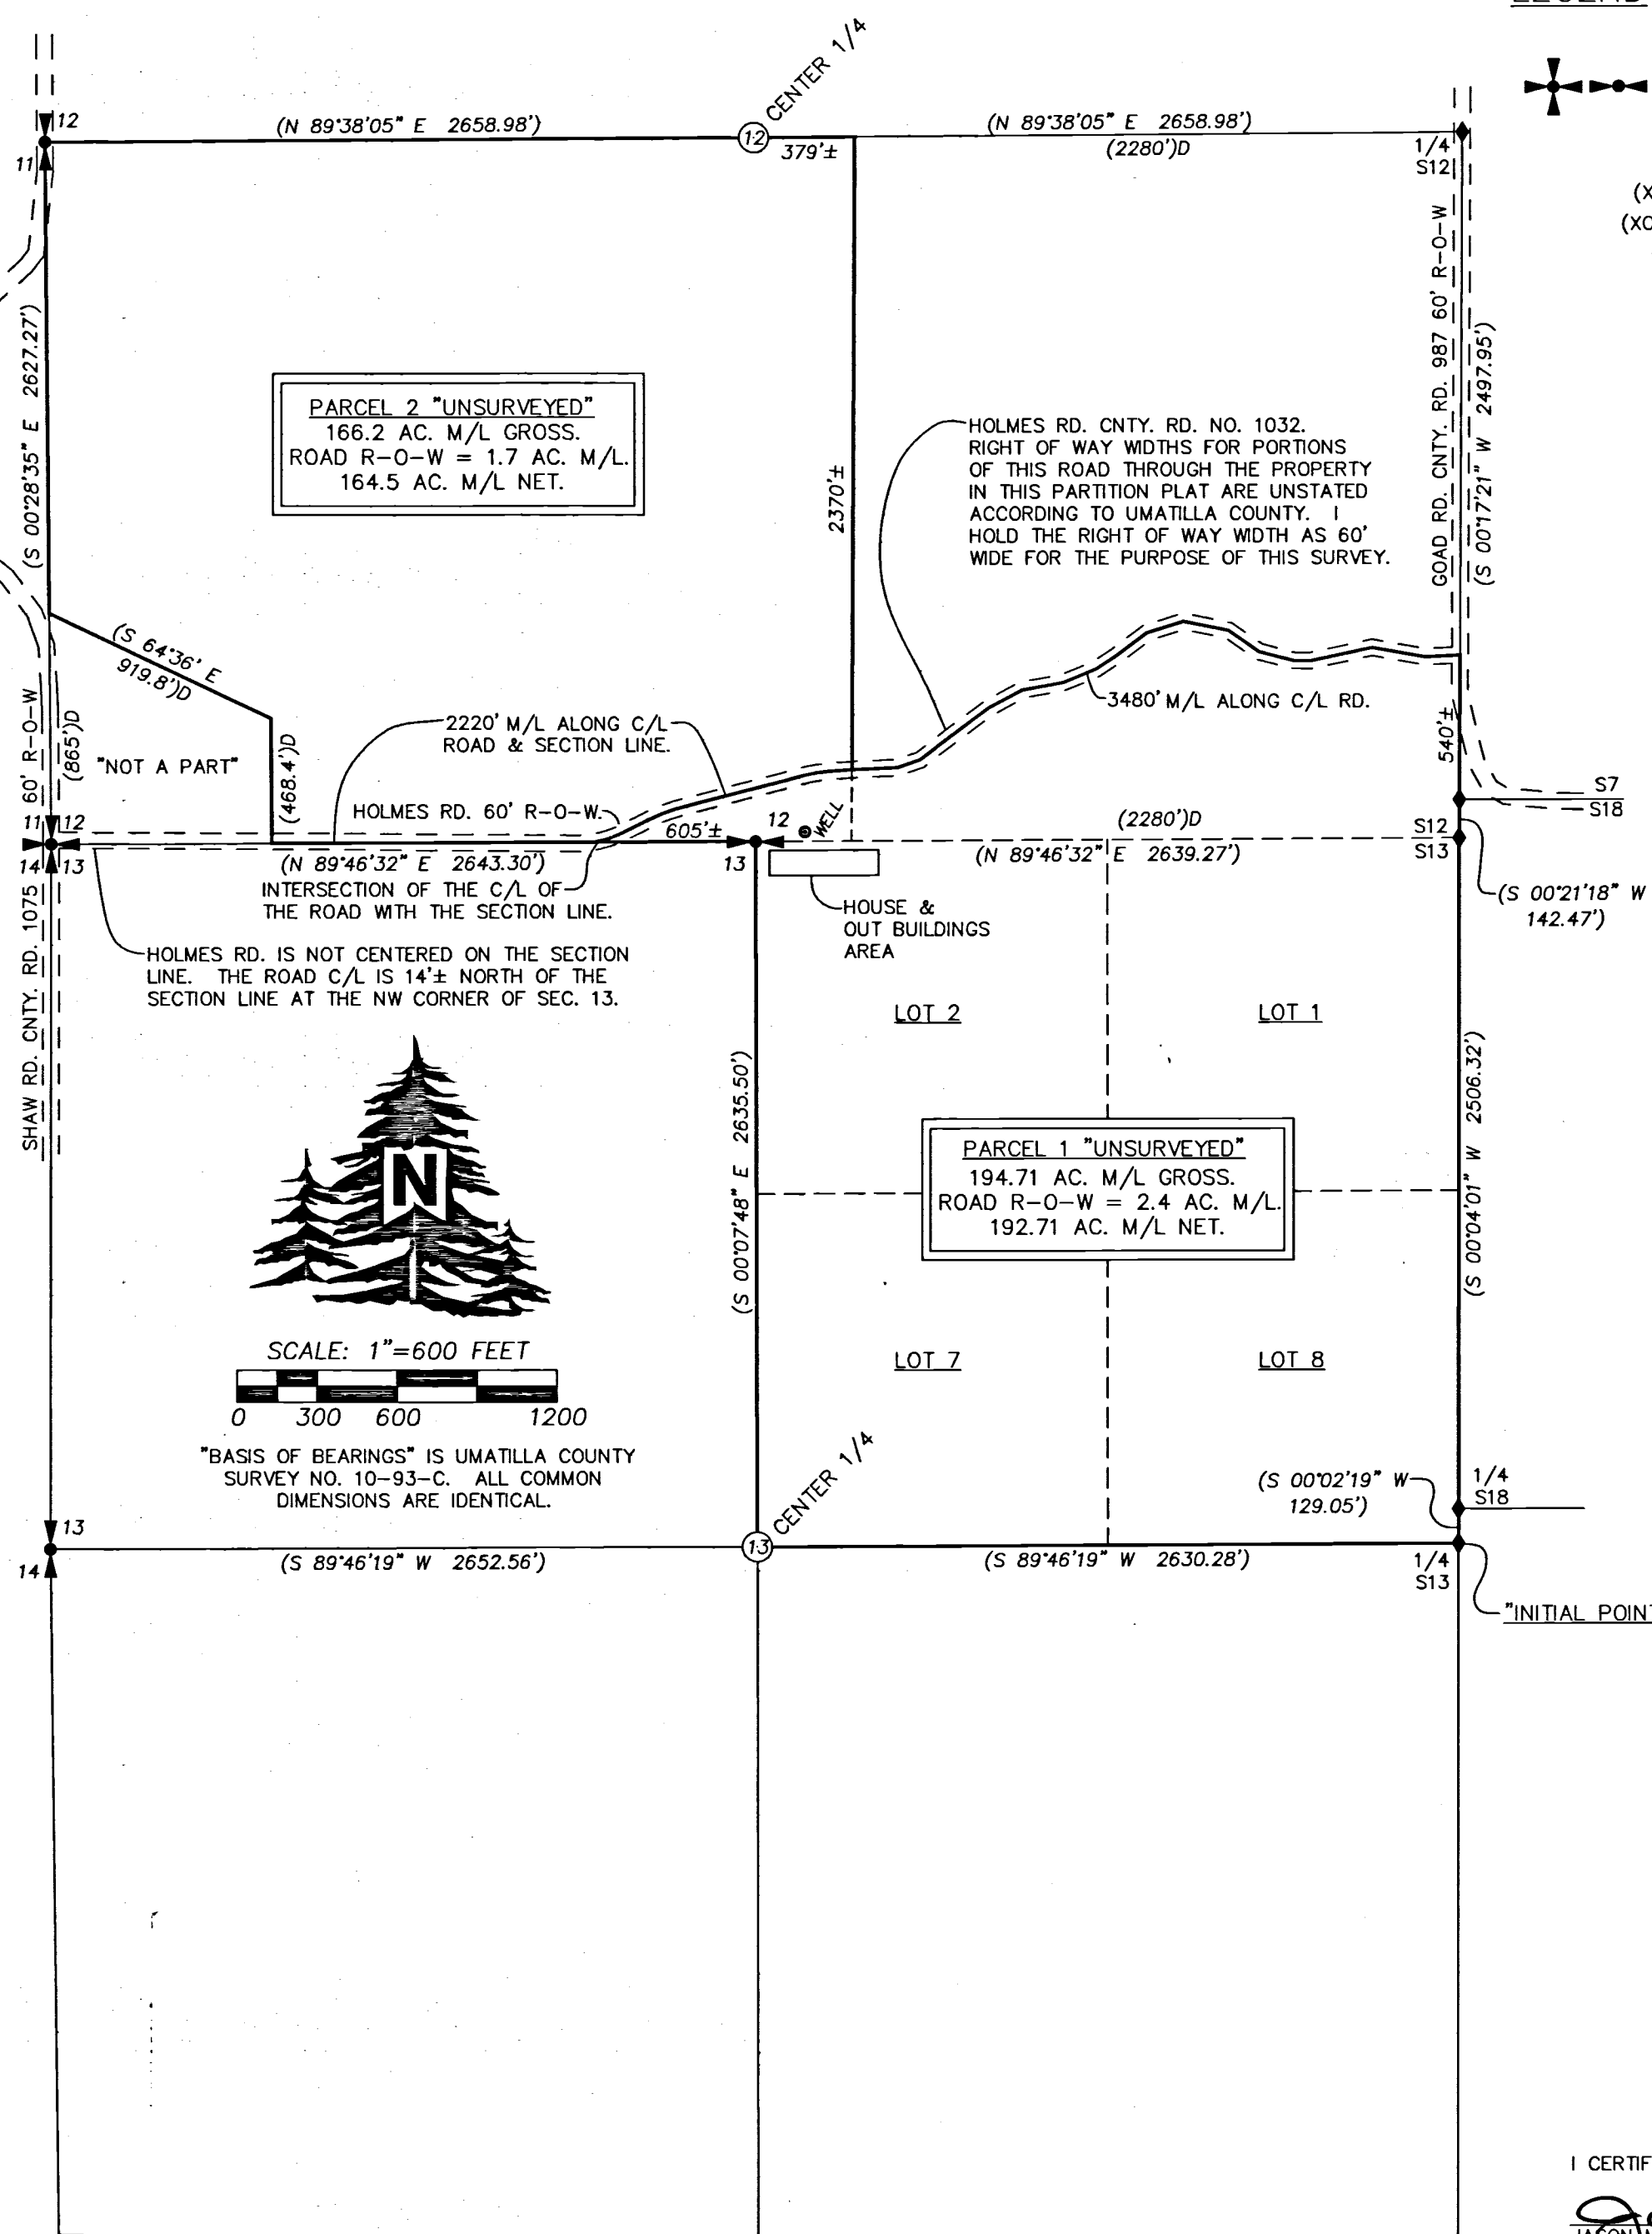 CENTER 1/4
12
11
(N 89°38'05" E 2658.98')
12
379'±
(N 89°38'05" E 2658.98')
(2280')D
1/4
S12
(S 00°28'35" E 2627.27')
PARCEL 2 "UNSURVEYED"
166.2 AC. M/L GROSS.
ROAD R-O-W = 1.7 AC. M/L.
164.5 AC. M/L NET.
2370'±
HOLMES RD. CNTY. RD. NO. 1032.
RIGHT OF WAY WIDTHS FOR PORTIONS
OF THIS ROAD THROUGH THE PROPERTY
IN THIS PARTITION PLAT ARE UNSTATED
ACCORDING TO UMATILLA COUNTY. I
HOLD THE RIGHT OF WAY WIDTH AS 60'
WIDE FOR THE PURPOSE OF THIS SURVEY.
GOAD RD. CNTY. RD. 987 60' R-O-W
(S 00°17'21" W 2497.95')
(S 64°36' E
919.8')D
(865')D
"NOT A PART"
(468.4')D
2220' M/L ALONG C/L
ROAD & SECTION LINE.
3480' M/L ALONG C/L RD.
540'±
S7
S18
HOLMES RD. 60' R-O-W.
605'±
12
WELL
(2280')D
S12
S13
11
12
14
13
(N 89°46'32" E 2643.30')
13
(N 89°46'32" E 2639.27')
(S 00°21'18" W
142.47')
INTERSECTION OF THE C/L OF
THE ROAD WITH THE SECTION LINE.
HOUSE &
OUT BUILDINGS
AREA
HOLMES RD. IS NOT CENTERED ON THE SECTION
LINE. THE ROAD C/L IS 14'± NORTH OF THE
SECTION LINE AT THE NW CORNER OF SEC. 13.
SHAW RD. CNTY. RD. 1075 60' R-O-W
LOT 2
LOT 1
N
(S 00°07'48" E 2635.50')
PARCEL 1 "UNSURVEYED"
194.71 AC. M/L GROSS.
ROAD R-O-W = 2.4 AC. M/L.
192.71 AC. M/L NET.
(S 00°04'01" W 2506.32')
SCALE: 1"=600 FEET
0 300 600 1200
LOT 7
LOT 8
"BASIS OF BEARINGS" IS UMATILLA COUNTY
SURVEY NO. 10-93-C. ALL COMMON
DIMENSIONS ARE IDENTICAL.
CENTER 1/4
(S 00°02'19" W
129.05')
1/4
S18
13
14
(S 89°46'19" W 2652.56')
13
(S 89°46'19" W 2630.28')
1/4
S13
"INITIAL POINT
I CERTIF